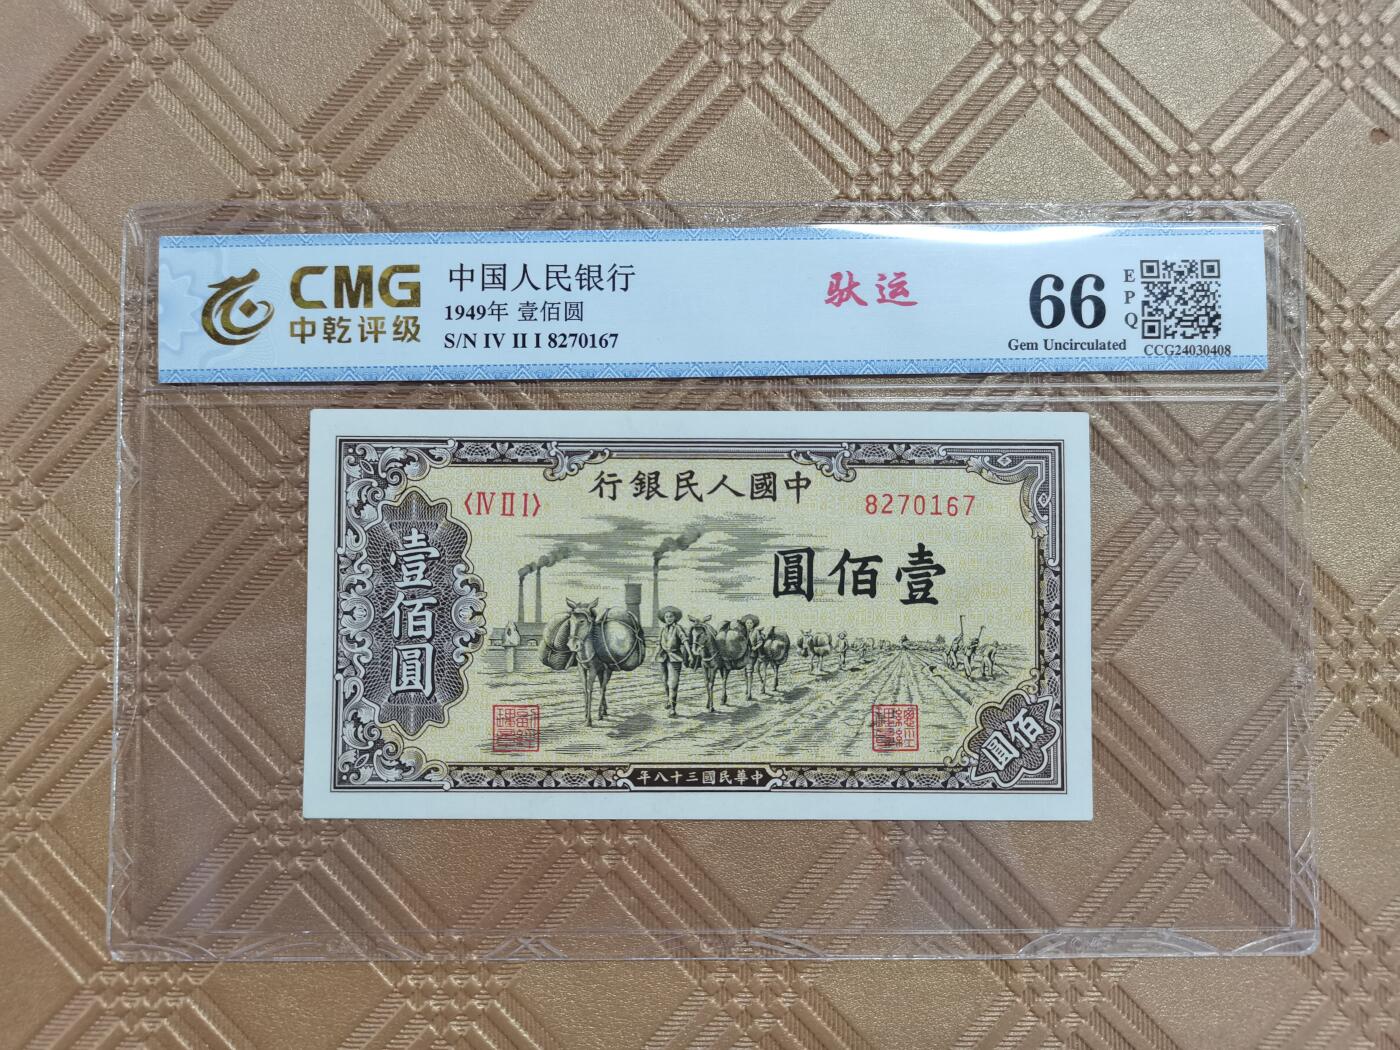 CMG
中乾评级
中国人民银行
1949年 壹佰圆
S/N IV II I 8270167
驮运
66
EPQ
Gem Uncirculated
CCG24030408
行銀民人國中
〈IV II I〉
8270167
圓佰壹
壹佰圓
佰圓
年八十三國民華中